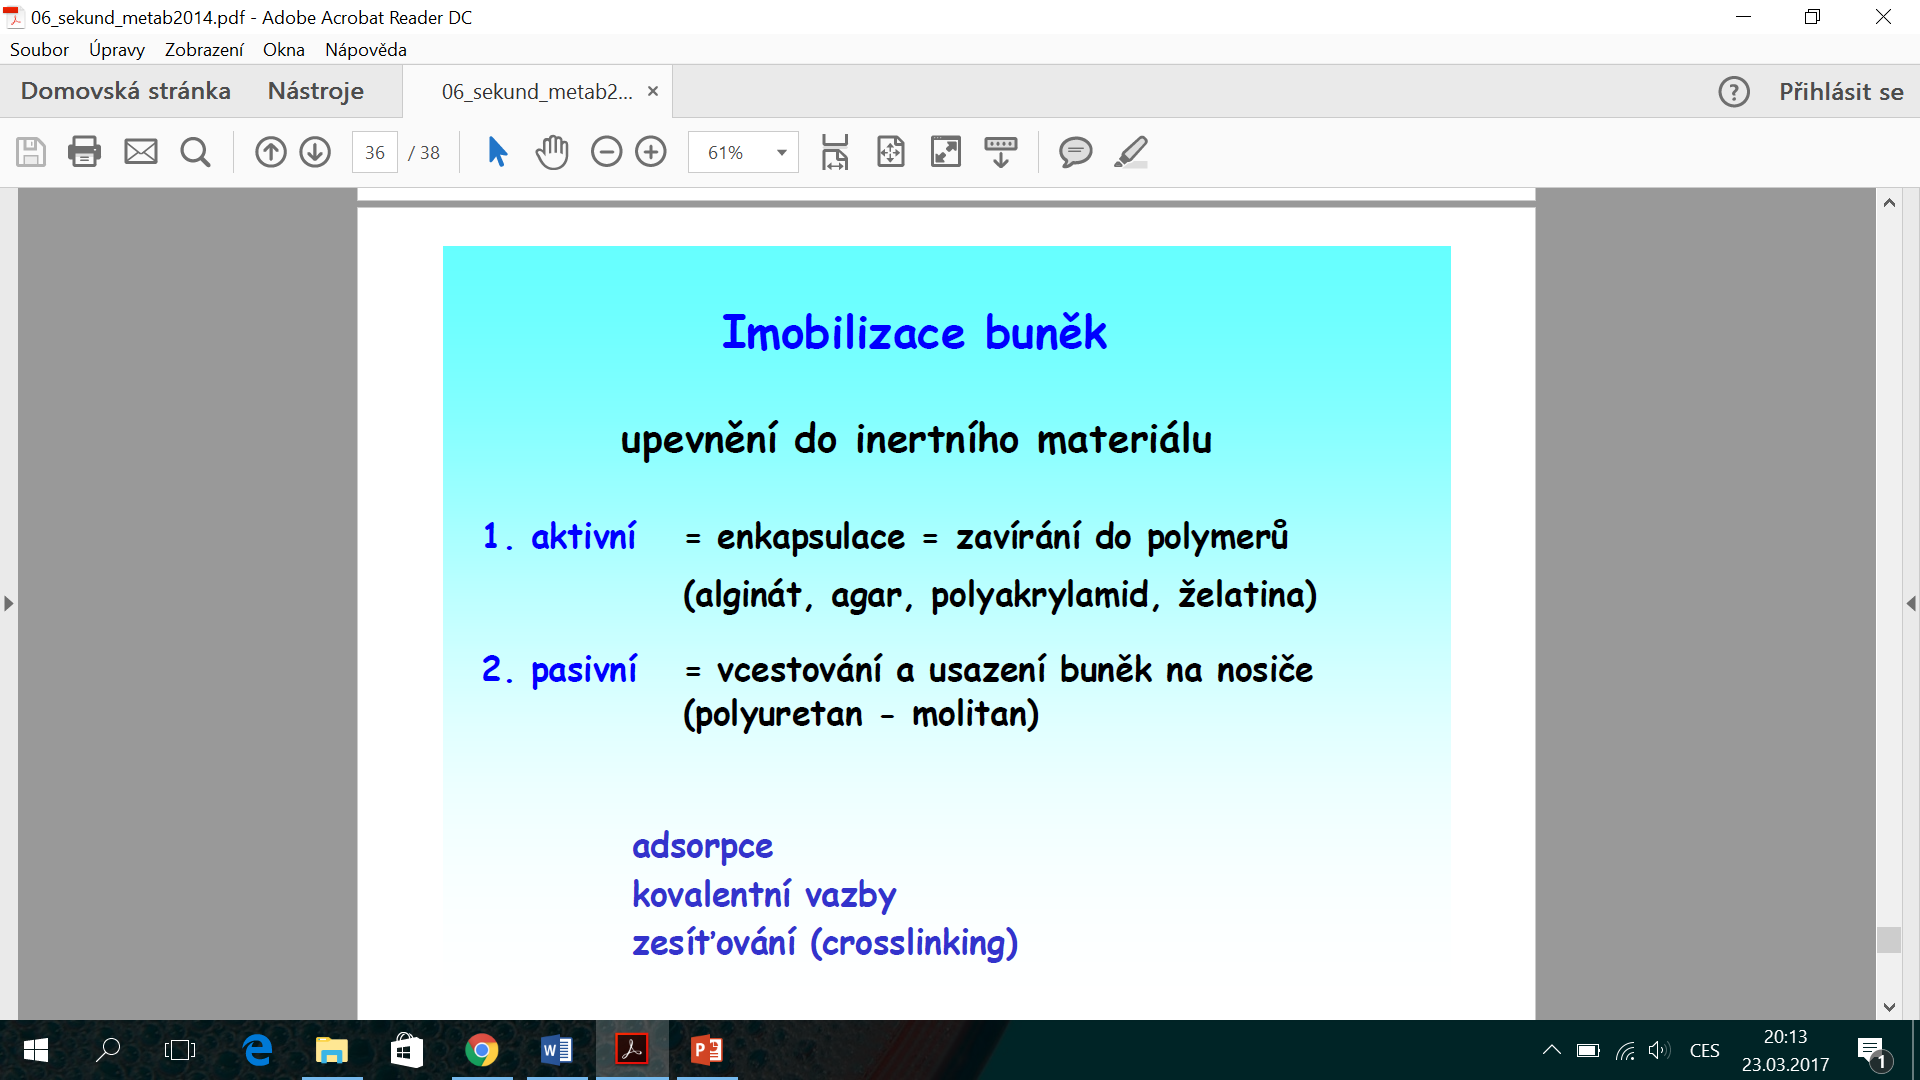 06_sekund_metab2014.pdf - Adobe Acrobat Reader DC
Soubor Úpravy Zobrazení Okna Nápověda
Domovská stránka Nástroje 06_sekund_metab2... × ? Přihlásit se
36 / 38 61%
Imobilizace buněk
upevnění do inertního materiálu
1. aktivní = enkapsulace = zavírání do polymerů
(alginát, agar, polyakrylamid, želatina)
2. pasivní = vcestování a usazení buněk na nosiče
(polyuretan - molitan)
adsorpce
kovalentní vazby
zesíťování (crosslinking)
CES 20:13
23.03.2017 1